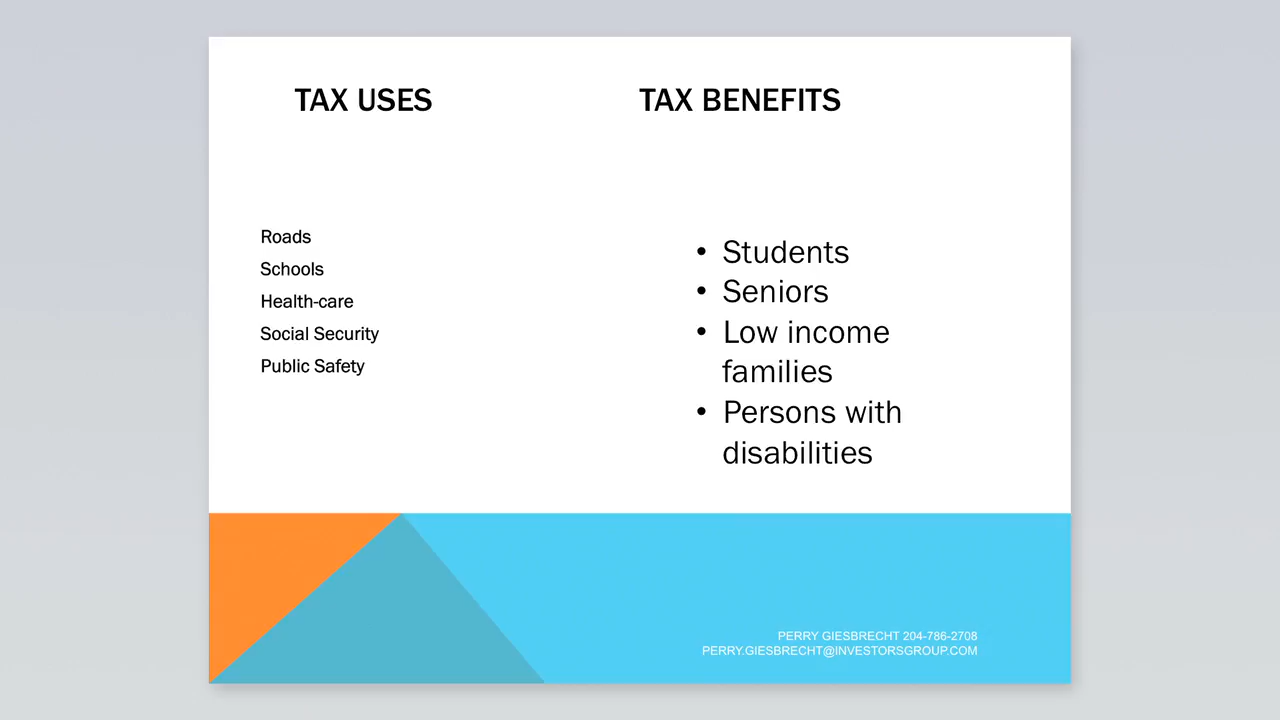 TAX USES
TAX BENEFITS
Roads
Schools
Health-care
Social Security
Public Safety
• Students
• Seniors
• Low income
families
• Persons with
disabilities
PERRY GIESBRECHT 204-786-2708
PERRY.GIESBRECHT@INVESTORSGROUP.COM